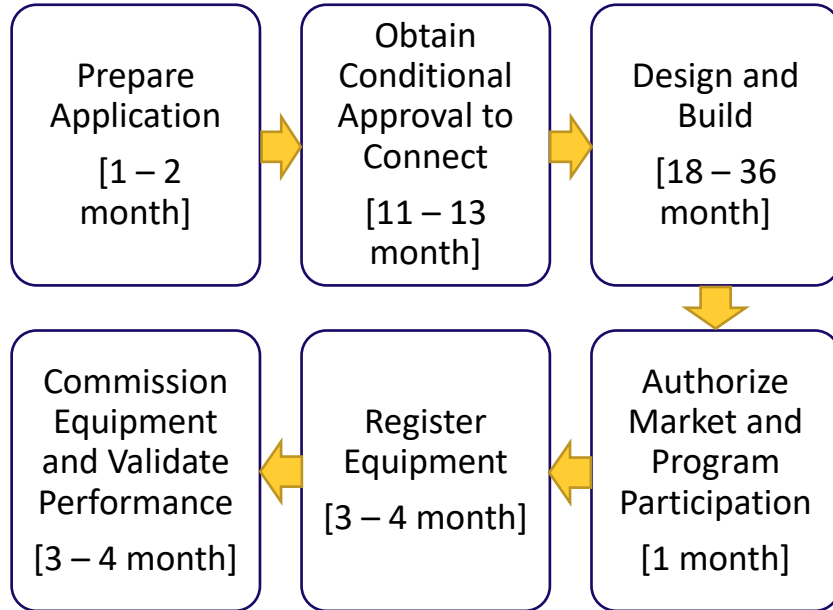 Prepare
Application
[1 – 2
month]
Obtain
Conditional
Approval to
Connect
[11 – 13
month]
Design and
Build
[18 – 36
month]
Authorize
Market and
Program
Participation
[1 month]
Register
Equipment
[3 – 4 month]
Commission
Equipment
and Validate
Performance
[3 – 4 month]